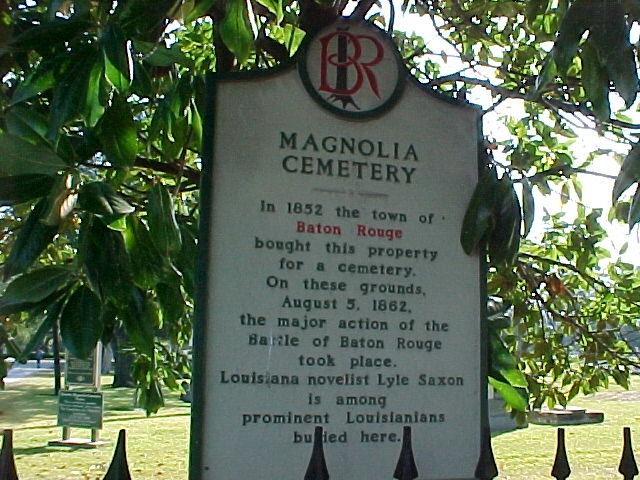 BR
MAGNOLIA
CEMETERY
In 1852 the town of
Baton Rouge
bought this property
for a cemetery.
On these grounds,
August 5, 1862,
the major action of the
Battle of Baton Rouge
took place.
Louisiana novelist Lyle Saxon
is among
prominent Louisianians
buried here.